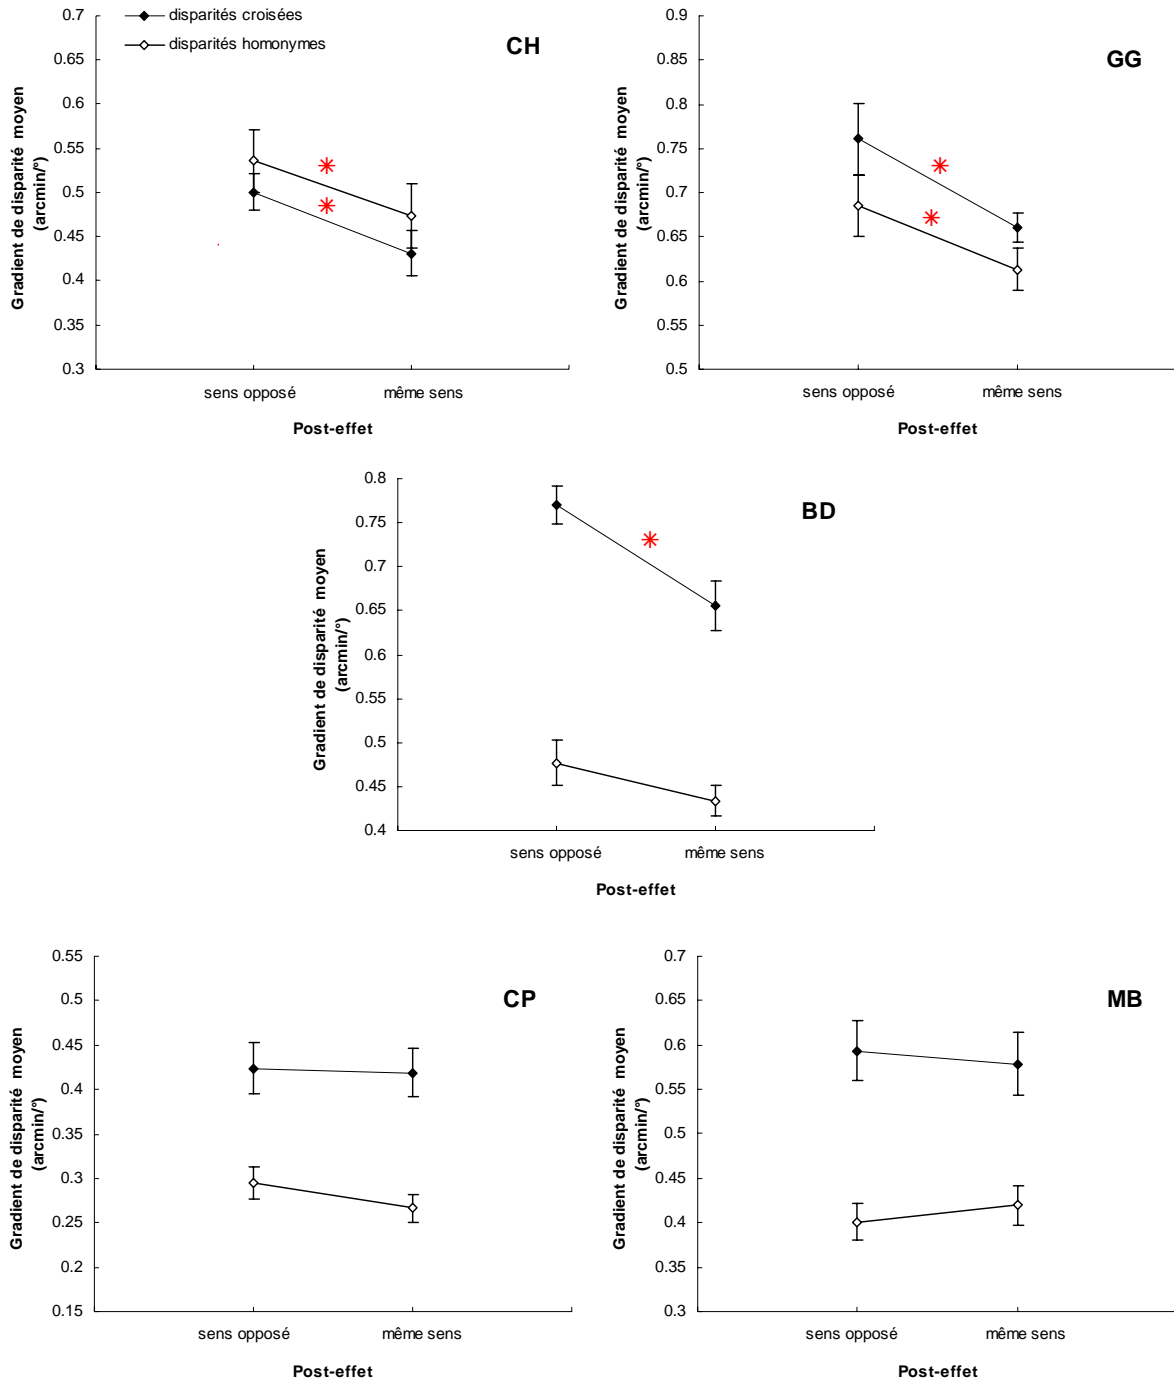 disparités croisées
disparités homonymes
CH
Gradient de disparité moyen
(arcmin/°)
0.7
0.65
0.6
0.55
0.5
0.45
0.4
0.35
0.3
sens opposé
même sens
Post-effet
GG
Gradient de disparité moyen
(arcmin/°)
0.9
0.85
0.8
0.75
0.7
0.65
0.6
0.55
0.5
sens opposé
même sens
Post-effet
BD
Gradient de disparité moyen
(arcmin/°)
0.8
0.75
0.7
0.65
0.6
0.55
0.5
0.45
0.4
sens opposé
même sens
Post-effet
CP
Gradient de disparité moyen
(arcmin/°)
0.55
0.5
0.45
0.4
0.35
0.3
0.25
0.2
0.15
sens opposé
même sens
Post-effet
MB
Gradient de disparité moyen
(arcmin/°)
0.7
0.65
0.6
0.55
0.5
0.45
0.4
0.35
0.3
sens opposé
même sens
Post-effet